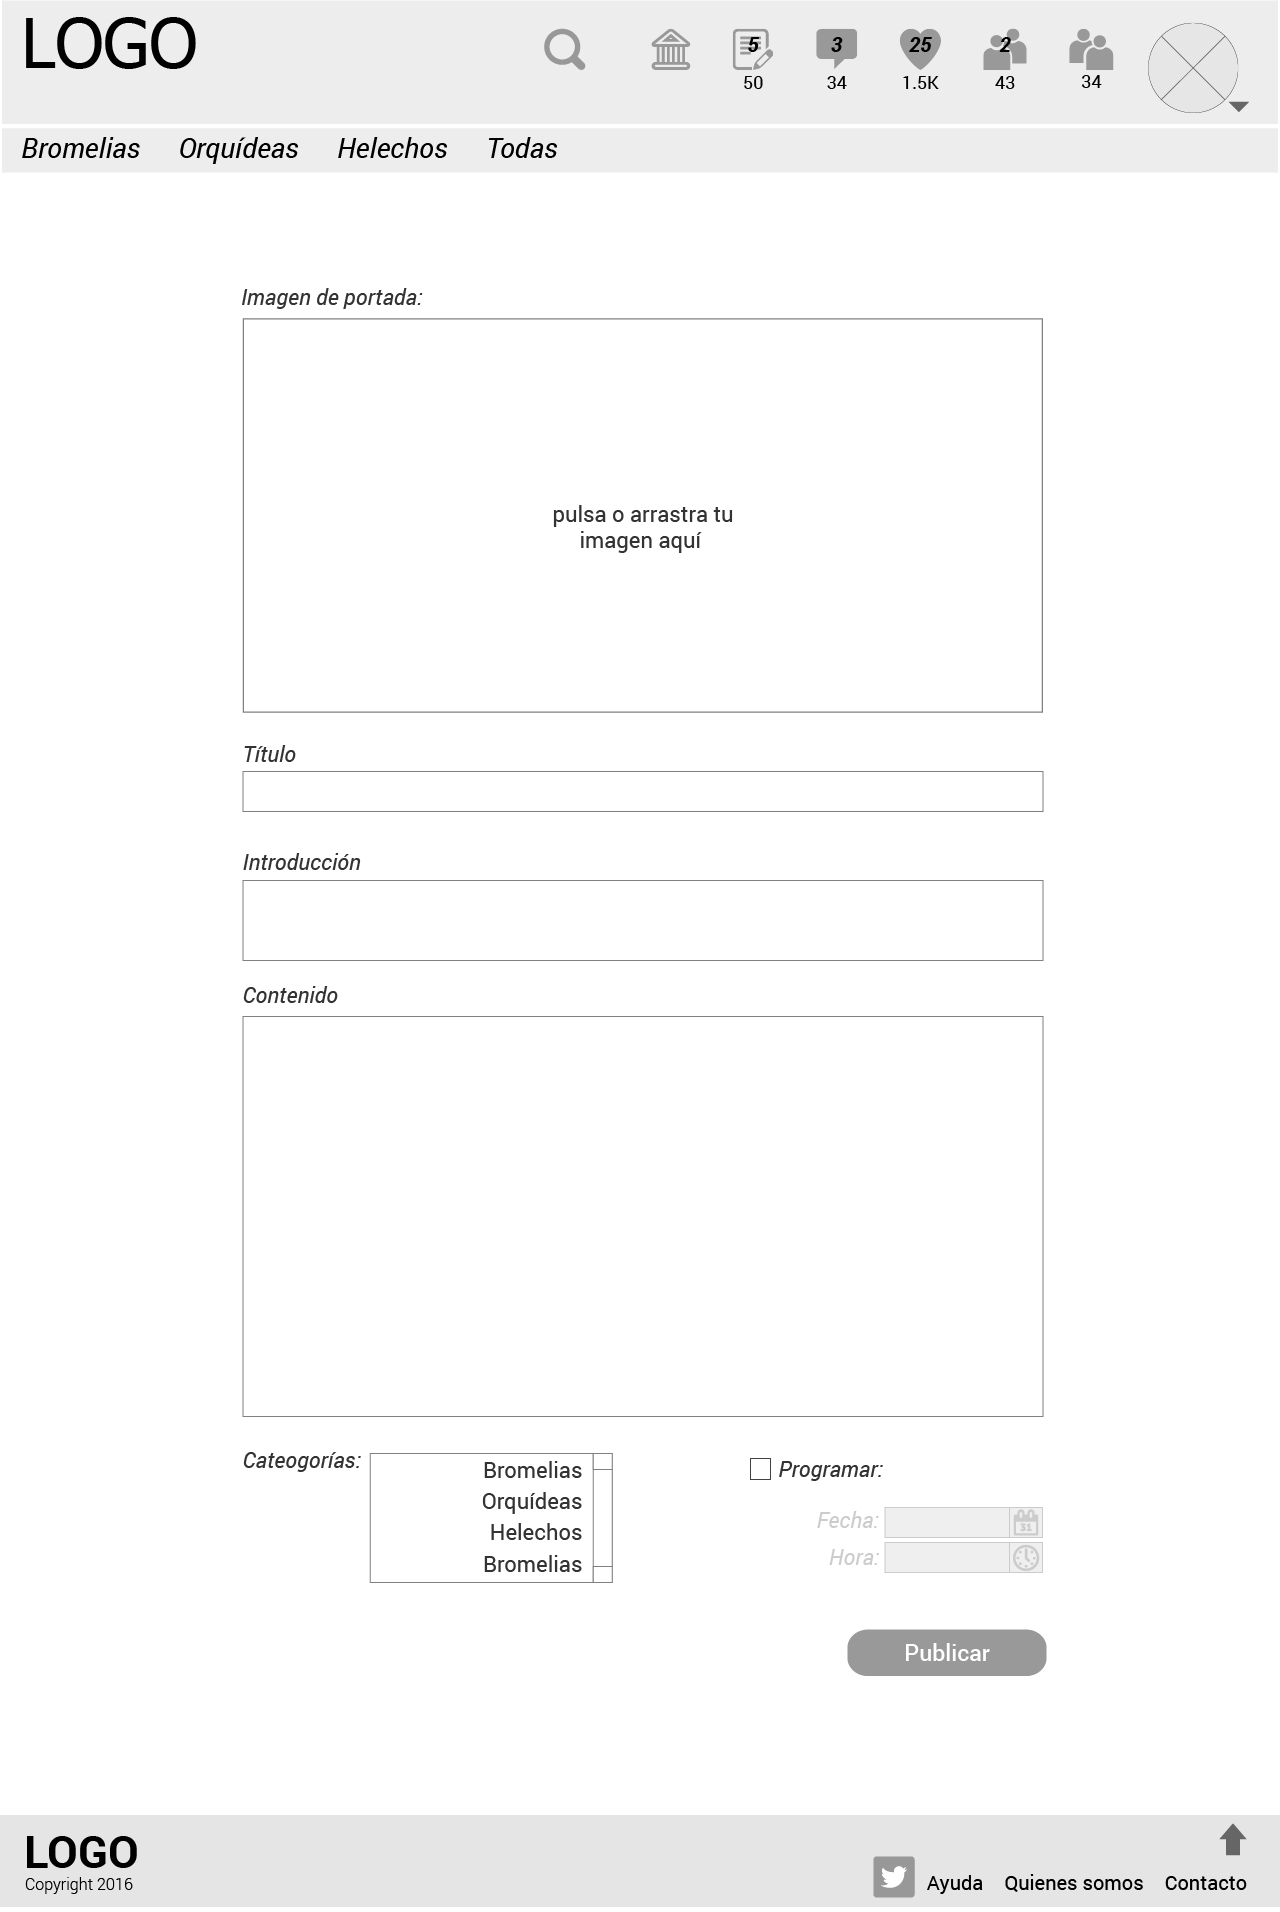 LOGO
5 3 25 2
50 34 1.5K 43 34
Bromelias Orquídeas Helechos Todas
Imagen de portada:
pulsa o arrastra tu
imagen aquí
Título
Introducción
Contenido
Cateogorías:
Bromelias
Orquídeas
Helechos
Bromelias
Programar:
Fecha:
31
Hora:
Publicar
LOGO
Copyright 2016
Ayuda Quienes somos Contacto